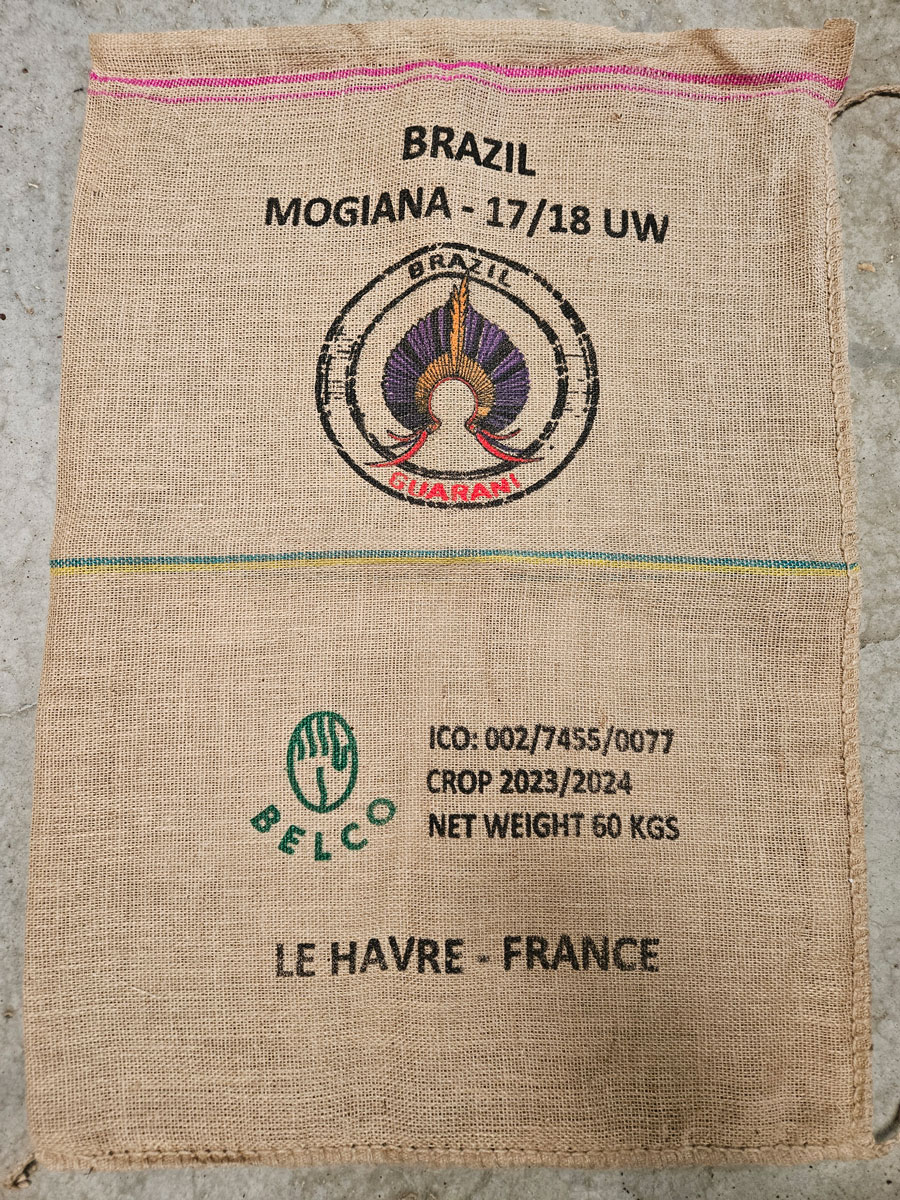 BRAZIL
MOGIANA - 17/18 UW
BRAZIL
GUARANI
BELCO
ICO: 002/7455/0077
CROP 2023/2024
NET WEIGHT 60 KGS
LE HAVRE - FRANCE